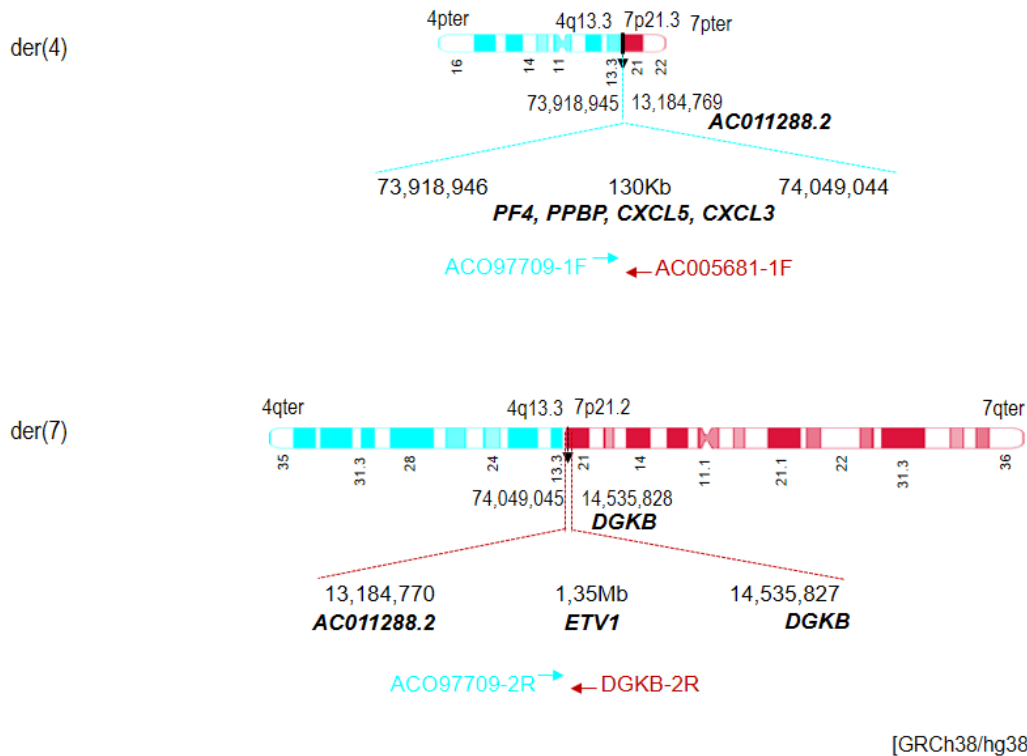 4pter 4q13.3 7p21.3 7pter
der(4)
16 14 11 13.3 21 22
73,918,945 13,184,769
AC011288.2
73,918,946 130Kb 74,049,044
PF4, PPBP, CXCL5, CXCL3
ACO97709-1F AC005681-1F
4qter 4q13.3 7p21.2 7qter
der(7)
35 31.3 28 24 13.3 21 14 11.1 21.1 22 31.3 36
74,049,045 14,535,828
DGKB
13,184,770 1,35Mb 14,535,827
AC011288.2 ETV1 DGKB
ACO97709-2R DGKB-2R
[GRCh38/hg38